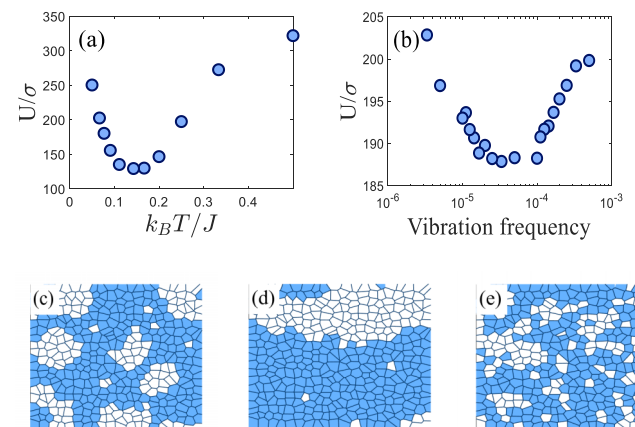 350
300
250
200
150
100
U/σ
(a)
0
0.1
0.2
0.3
0.4
k_BT/J
205
200
195
190
185
U/σ
(b)
10^-6
10^-5
10^-4
10^-3
Vibration frequency
(c)
(d)
(e)